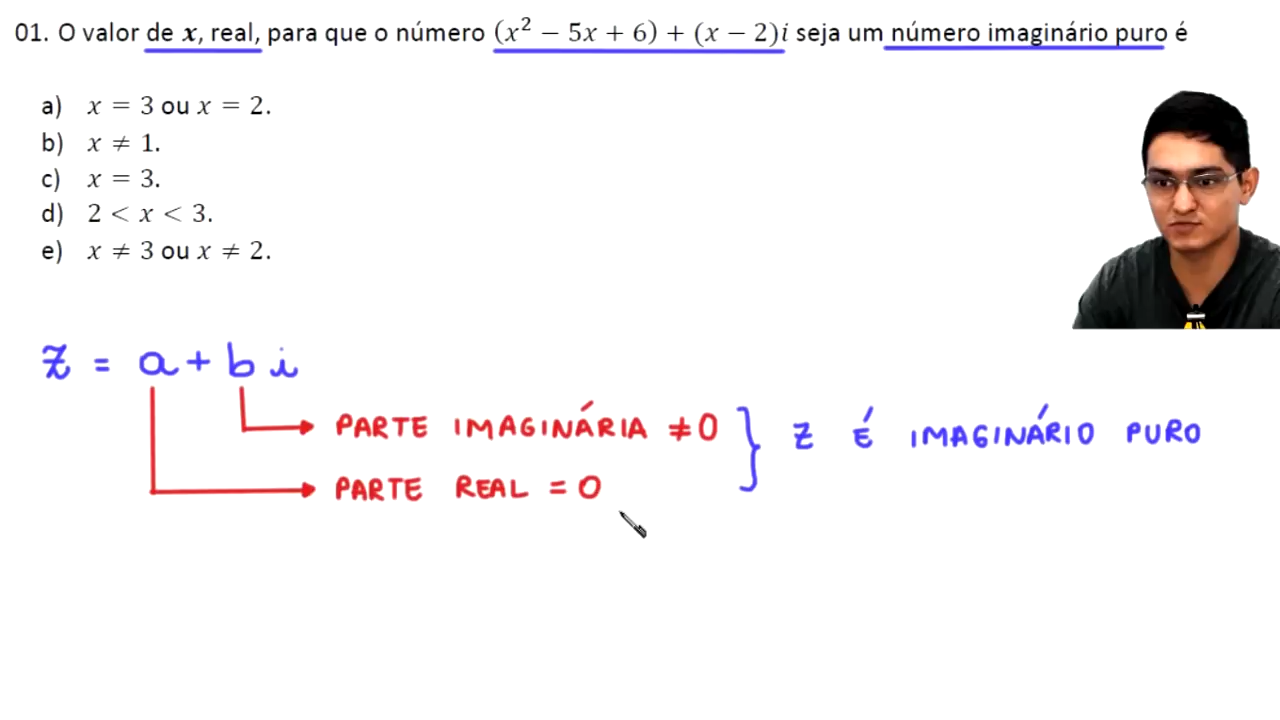 01. O valor de x, real, para que o número (x² − 5x + 6) + (x − 2)i seja um número imaginário puro é
a) x = 3 ou x = 2.
b) x ≠ 1.
c) x = 3.
d) 2 < x < 3.
e) x ≠ 3 ou x ≠ 2.
z = a + b i
PARTE IMAGINÁRIA ≠ 0 } z É IMAGINÁRIO PURO
PARTE REAL = 0